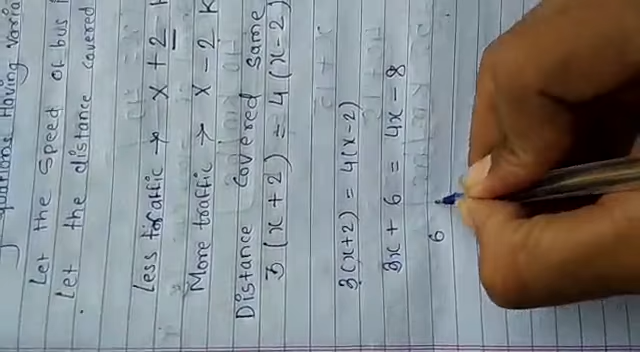 quations Having Varia
Let the speed of bus
Let the distance covered
Less traffic → x + 2
More traffic → x - 2 K
Distance covered same
3 (x + 2) = 4 (x - 2)
3(x+2) = 4(x-2)
3x + 6 = 4x - 8
6